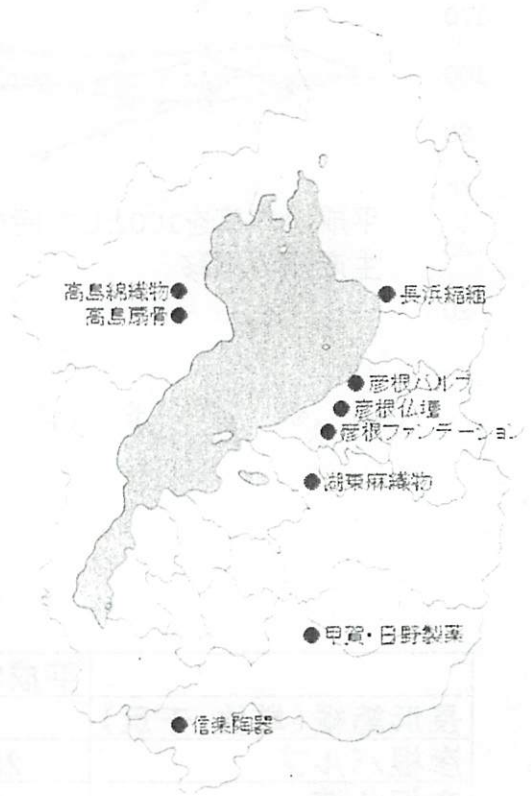 高島綿織物
高島扇骨
長浜縮緬
彦根バルブ
彦根仏壇
彦根ファンデーション
湖東麻織物
甲賀・日野製薬
信楽陶器